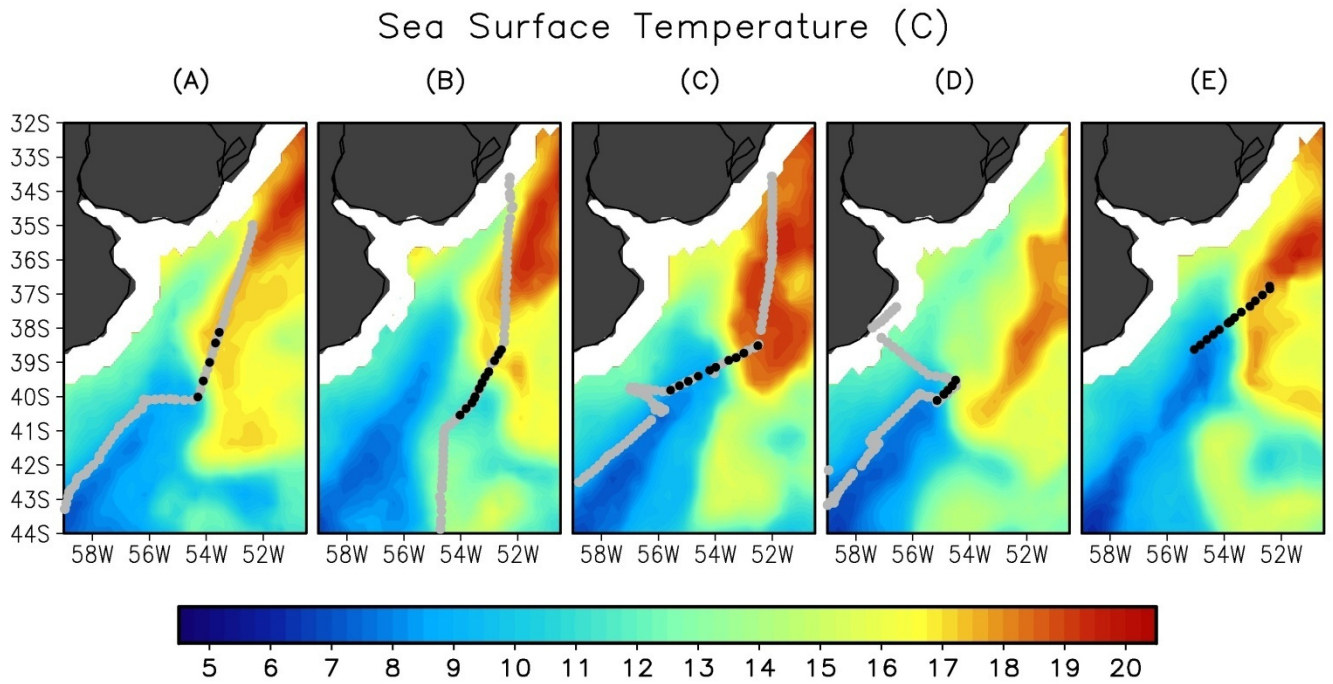 Sea Surface Temperature (C)
(A) (B) (C) (D) (E)
32S
33S
34S
35S
36S
37S
38S
39S
40S
41S
42S
43S
44S
58W 56W 54W 52W 58W 56W 54W 52W 58W 56W 54W 52W 58W 56W 54W 52W 58W 56W 54W 52W
5 6 7 8 9 10 11 12 13 14 15 16 17 18 19 20